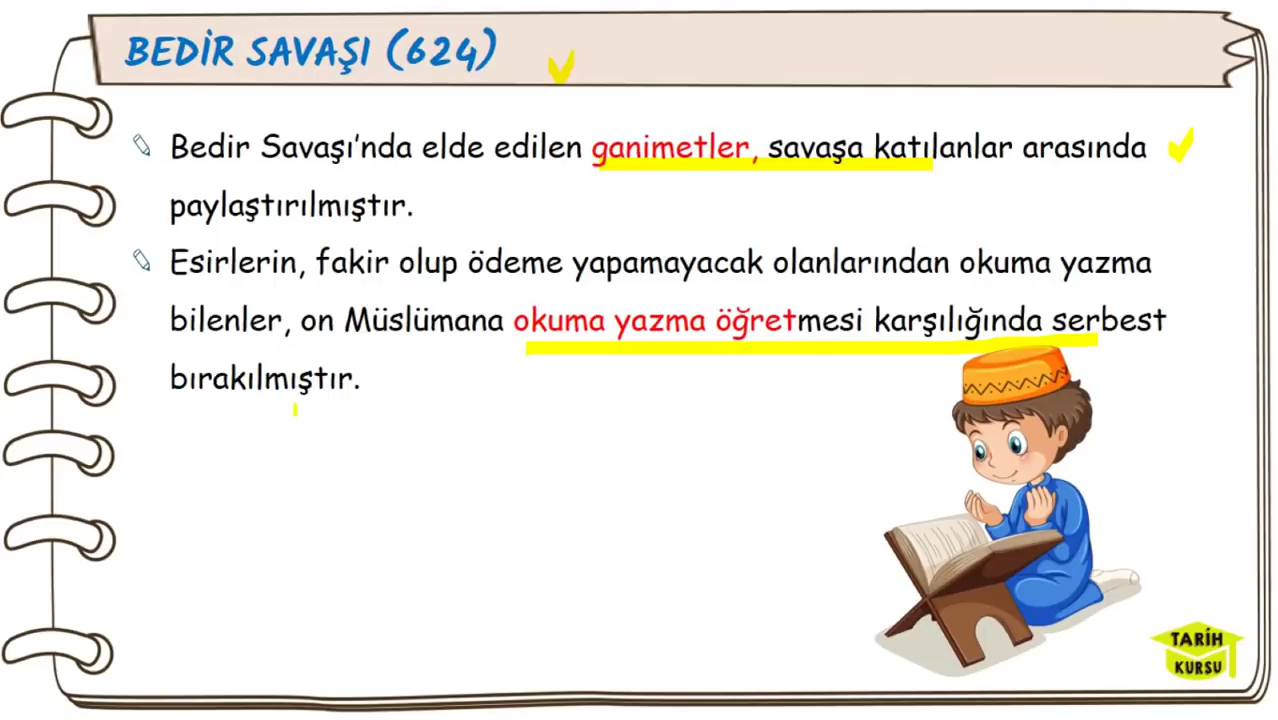 BEDİR SAVAŞI (624)
Bedir Savaşı'nda elde edilen ganimetler, savaşa katılanlar arasında
paylaştırılmıştır.
Esirlerin, fakir olup ödeme yapamayacak olanlarından okuma yazma
bilenler, on Müslümana okuma yazma öğretmesi karşılığında serbest
bırakılmıştır.
TARİH
KURSU